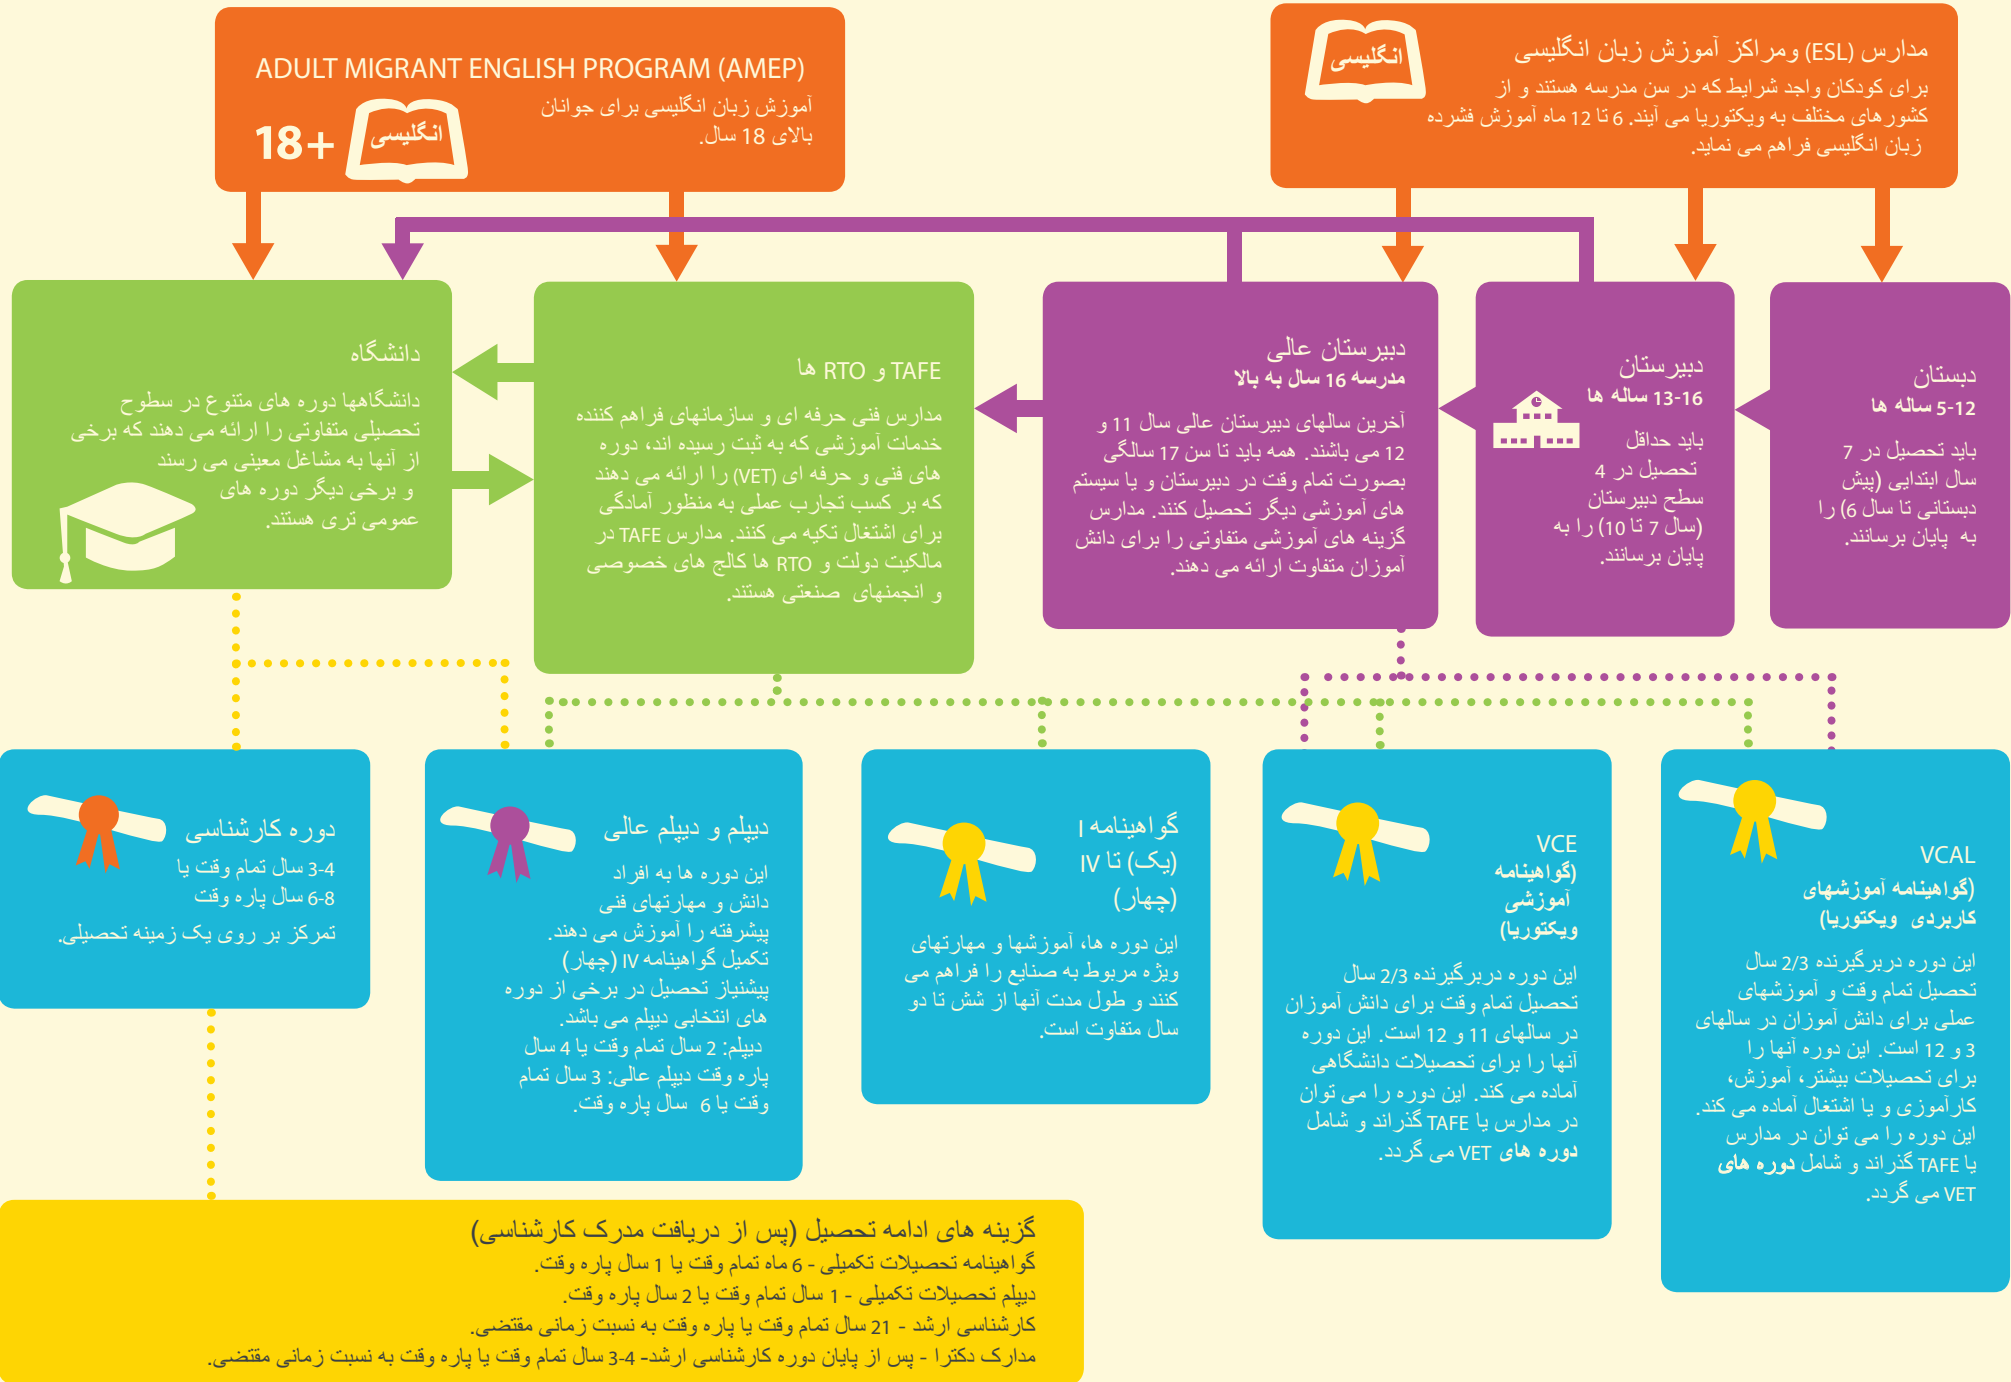 مدارس (ESL) ومراکز آموزش زبان انگلیسی
برای کودکان واجد شرایط که در سن مدرسه هستند و از
کشورهای مختلف به ویکتوریا می آیند. 6 تا 12 ماه آموزش فشرده
زبان انگلیسی فراهم می نماید.
انگلیسی
ADULT MIGRANT ENGLISH PROGRAM (AMEP)
آموزش زبان انگلیسی برای جوانان
بالای 18 سال.
انگلیسی
18+
دبستان
5-12 ساله ها
باید تحصیل در 7
سال ابتدایی (پیش
دبستانی تا سال 6) را
به پایان برسانند.
دبیرستان
13-16 ساله ها
باید حداقل
تحصیل در 4
سطح دبیرستان
(سال 7 تا 10) را به
پایان برسانند.
دبیرستان عالی
مدرسه 16 سال به بالا
آخرین سالهای دبیرستان عالی سال 11 و
12 می باشند. همه باید تا سن 17 سالگی
بصورت تمام وقت در دبیرستان و یا سیستم
های آموزشی دیگر تحصیل کنند. مدارس
گزینه های آموزشی متفاوتی را برای دانش
آموزان متفاوت ارائه می دهند.
TAFE و RTO ها
مدارس فنی حرفه ای و سازمانهای فراهم کننده
خدمات آموزشی که به ثبت رسیده اند، دوره
های فنی و حرفه ای (VET) را ارائه می دهند
که بر کسب تجارب عملی به منظور آمادگی
برای اشتغال تکیه می کنند. مدارس TAFE در
مالکیت دولت و RTO ها کالج های خصوصی
و انجمنهای صنعتی هستند.
دانشگاه
دانشگاهها دوره های متنوع در سطوح
تحصیلی متفاوتی را ارائه می دهند که برخی
از آنها به مشاغل معینی می رسند
و برخی دیگر دوره های
عمومی تری هستند.
VCAL
(گواهینامه آموزشهای
کاربردی ویکتوریا)
این دوره دربرگیرنده 2/3 سال
تحصیل تمام وقت و آموزشهای
عملی برای دانش آموزان در سالهای
3 و 12 است. این دوره آنها را
برای تحصیلات بیشتر، آموزش،
کارآموزی و یا اشتغال آماده می کند.
این دوره را می توان در مدارس
یا TAFE گذراند و شامل دوره های
VET می گردد.
VCE
(گواهینامه
آموزشی
ویکتوریا)
این دوره دربرگیرنده 2/3 سال
تحصیل تمام وقت برای دانش آموزان
در سالهای 11 و 12 است. این دوره
آنها را برای تحصیلات دانشگاهی
آماده می کند. این دوره را می توان
در مدارس یا TAFE گذراند و شامل
دوره های VET می گردد.
گواهینامه I
(یک) تا IV
(چهار)
این دوره ها، آموزشها و مهارتهای
ویژه مربوط به صنایع را فراهم می
کنند و طول مدت آنها از شش تا دو
سال متفاوت است.
دیپلم و دیپلم عالی
این دوره ها به افراد
دانش و مهارتهای فنی
پیشرفته را آموزش می دهند.
تکمیل گواهینامه IV (چهار)
پیشنیاز تحصیل در برخی از دوره
های انتخابی دیپلم می باشد.
دیپلم: 2 سال تمام وقت یا 4 سال
پاره وقت دیپلم عالی: 3 سال تمام
وقت یا 6 سال پاره وقت.
دوره کارشناسی
3-4 سال تمام وقت یا
6-8 سال پاره وقت
تمرکز بر روی یک زمینه تحصیلی.
گزینه های ادامه تحصیل (پس از دریافت مدرک کارشناسی)
گواهینامه تحصیلات تکمیلی - 6 ماه تمام وقت یا 1 سال پاره وقت.
دیپلم تحصیلات تکمیلی - 1 سال تمام وقت یا 2 سال پاره وقت.
کارشناسی ارشد - 21 سال تمام وقت یا پاره وقت به نسبت زمانی مقتضی.
مدارک دکترا - پس از پایان دوره کارشناسی ارشد- 4-3 سال تمام وقت یا پاره وقت به نسبت زمانی مقتضی.